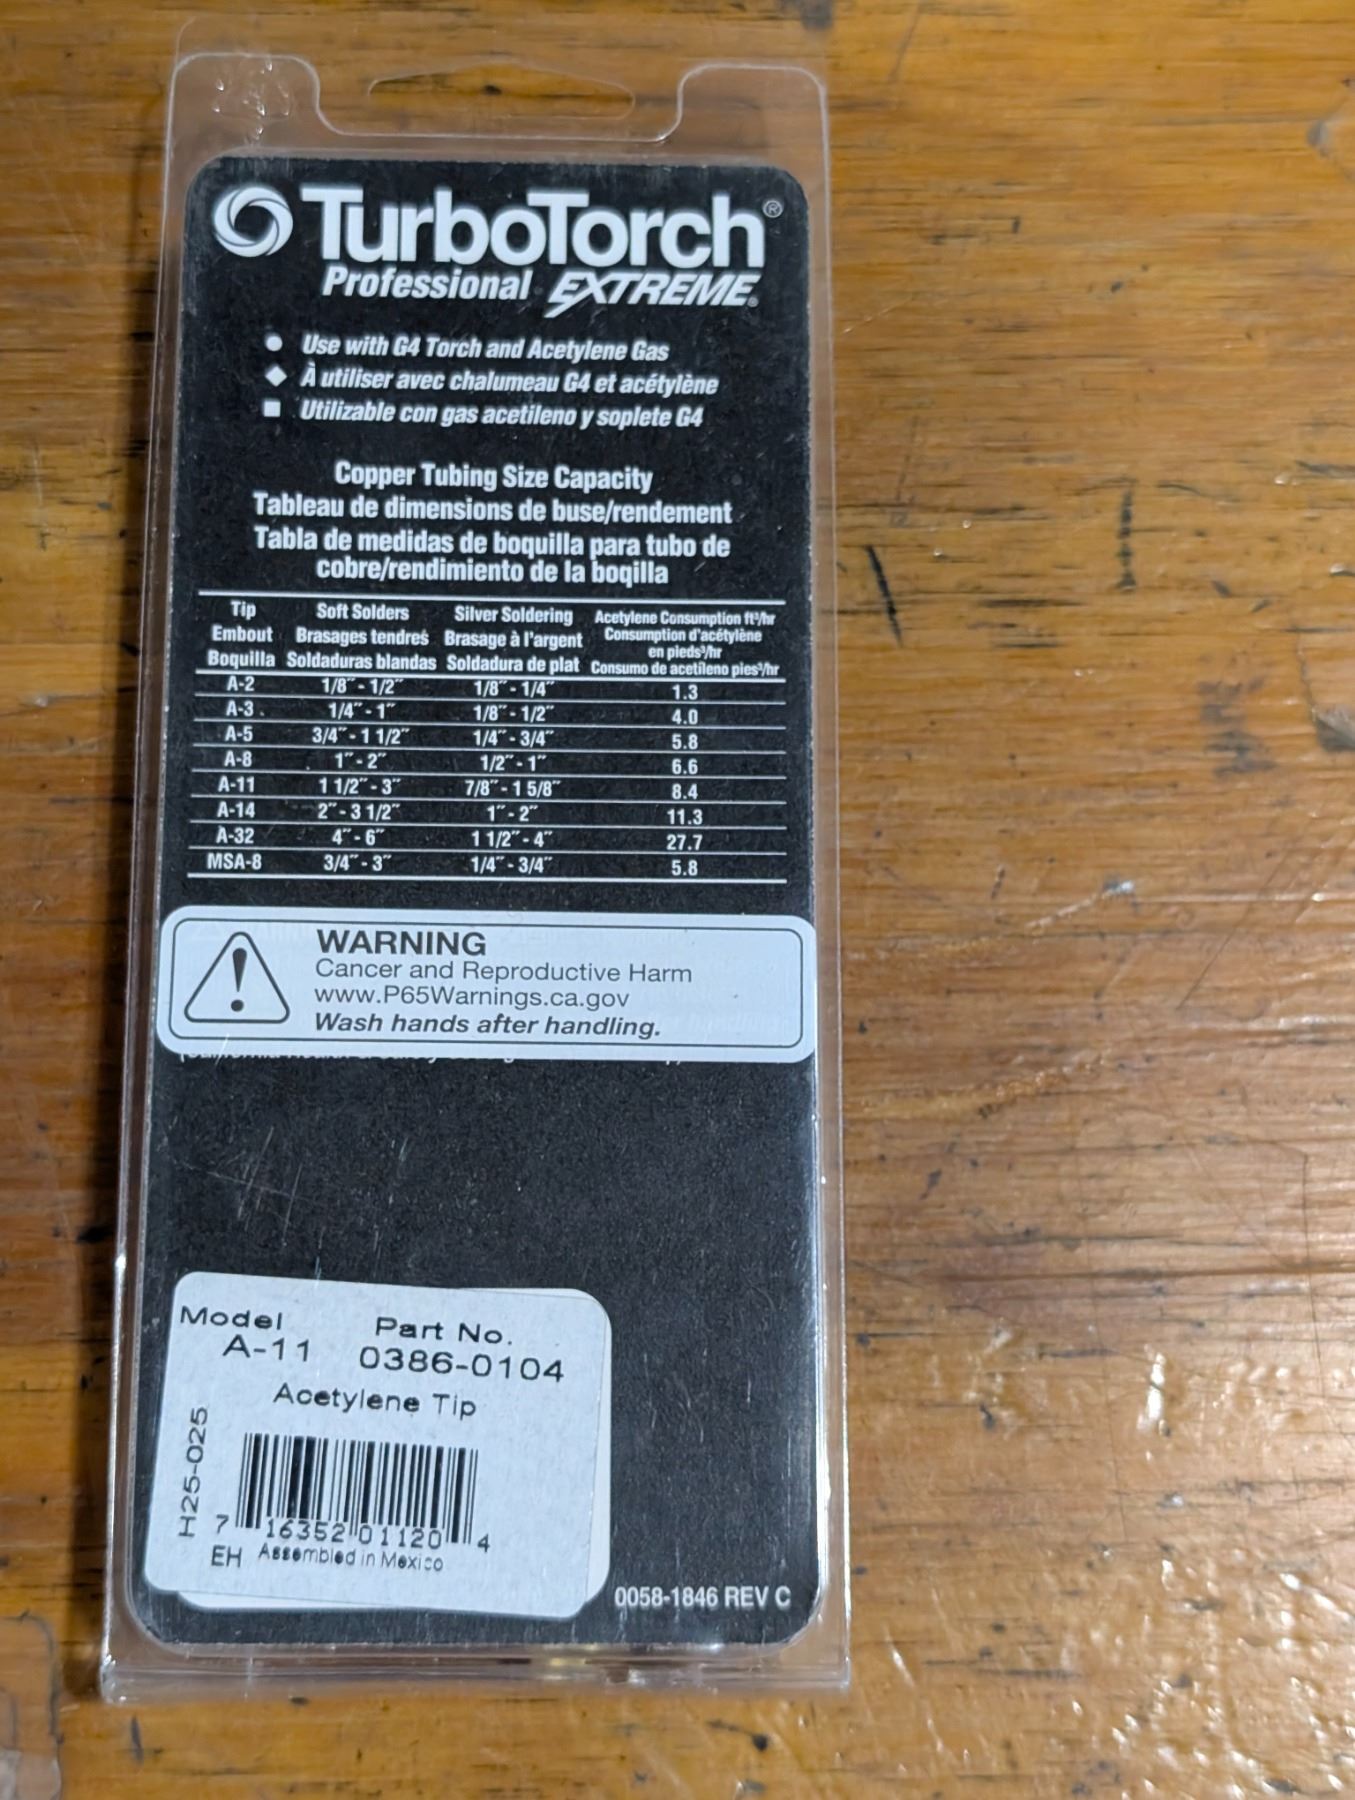 TurboTorch®
Professional EXTREME®
Use with G4 Torch and Acetylene Gas
À utiliser avec chalumeau G4 et acétylène
Utilizable con gas acetileno y soplete G4
Copper Tubing Size Capacity
Tableau de dimensions de buse/rendement
Tabla de medidas de boquilla para tubo de
cobre/rendimiento de la boqilla
Tip Soft Solders Silver Soldering Acetylene Consumption ft³/hr
Embout Brasages tendres Brasage à l'argent Consumption d'acétylène
en pieds³/hr
Boquilla Soldaduras blandas Soldadura de plat Consumo de acetileno pies³/hr
A-2 1/8" - 1/2" 1/8" - 1/4" 1.3
A-3 1/4" - 1" 1/8" - 1/2" 4.0
A-5 3/4" - 1 1/2" 1/4" - 3/4" 5.8
A-8 1" - 2" 1/2" - 1" 6.6
A-11 1 1/2" - 3" 7/8" - 1 5/8" 8.4
A-14 2" - 3 1/2" 1" - 2" 11.3
A-32 4" - 6" 1 1/2" - 4" 27.7
MSA-8 3/4" - 3" 1/4" - 3/4" 5.8
WARNING
Cancer and Reproductive Harm
www.P65Warnings.ca.gov
Wash hands after handling.
Model Part No.
A-11 0386-0104
Acetylene Tip
H25-025
7 16352 01120 4
EH Assembled in Mexico
0058-1846 REV C